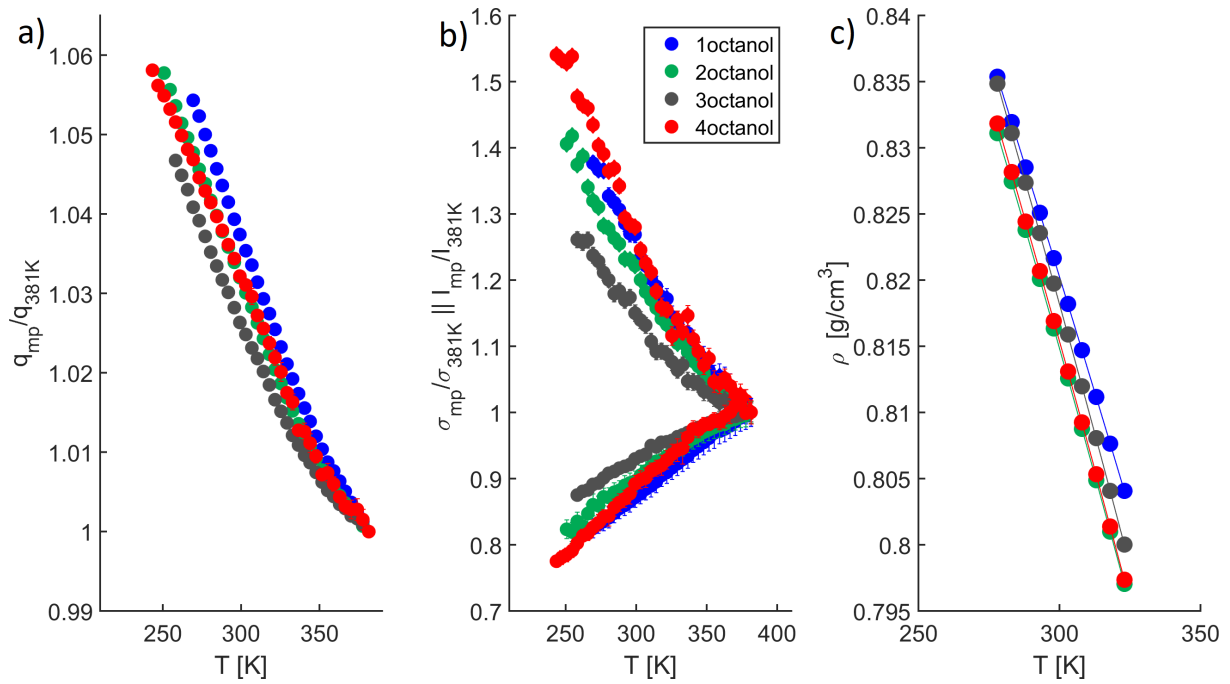 a)
1.06
1.05
1.04
1.03
1.02
1.01
1
0.99
q_mp/q_381K
250 300 350
T [K]
b)
1.6
1.5
1.4
1.3
1.2
1.1
1
0.9
0.8
0.7
σ_mp/σ_381K || I_mp/I_381K
1octanol
2octanol
3octanol
4octanol
250 300 350 400
T [K]
c)
0.84
0.835
0.83
0.825
0.82
0.815
0.81
0.805
0.8
0.795
ρ [g/cm³]
250 300 350
T [K]